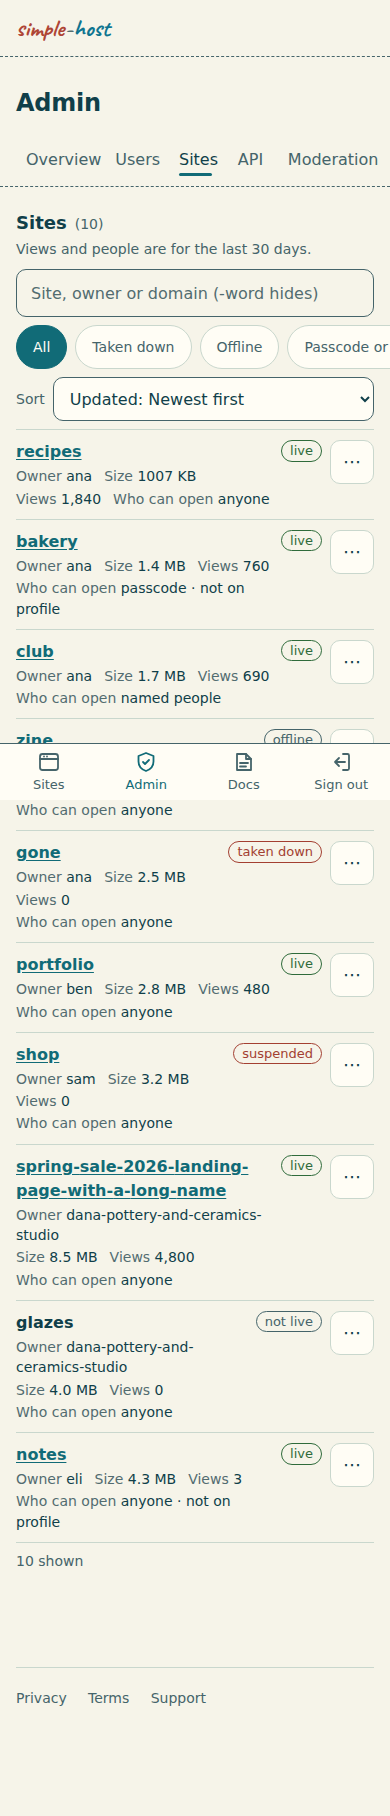 simple-host
Admin
Overview Users Sites API Moderation
Sites (10)
Views and people are for the last 30 days.
Site, owner or domain (-word hides)
All Taken down Offline Passcode or
Sort Updated: Newest first
recipes live ...
Owner ana Size 1007 KB
Views 1,840 Who can open anyone
bakery live ...
Owner ana Size 1.4 MB Views 760
Who can open passcode · not on
profile
club live ...
Owner ana Size 1.7 MB Views 690
Who can open named people
zine offline
Sites Admin Docs Sign out
Who can open anyone
gone taken down ...
Owner ana Size 2.5 MB
Views 0
Who can open anyone
portfolio live ...
Owner ben Size 2.8 MB Views 480
Who can open anyone
shop suspended ...
Owner sam Size 3.2 MB
Views 0
Who can open anyone
spring-sale-2026-landing- live ...
page-with-a-long-name
Owner dana-pottery-and-ceramics-
studio
Size 8.5 MB Views 4,800
Who can open anyone
glazes not live ...
Owner dana-pottery-and-
ceramics-studio
Size 4.0 MB Views 0
Who can open anyone
notes live ...
Owner eli Size 4.3 MB Views 3
Who can open anyone · not on
profile
10 shown
Privacy Terms Support